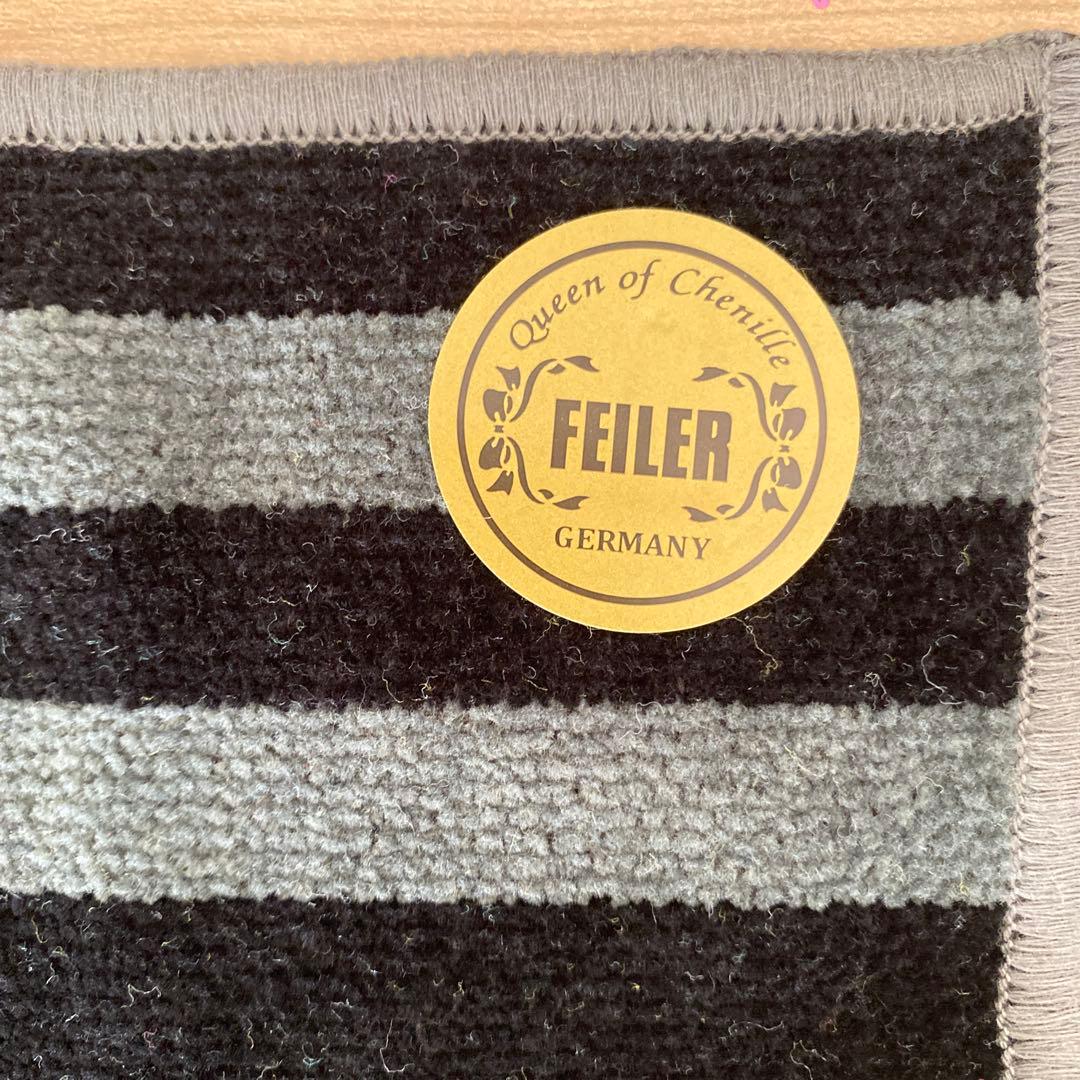 Queen of Chenille
FEILER
GERMANY